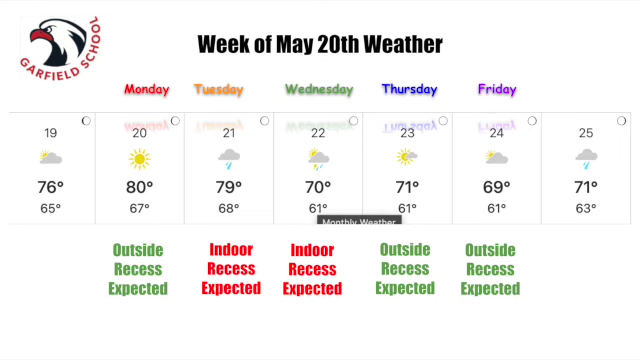 GARFIELD SCHOOL
Week of May 20th Weather
Monday Tuesday Wednesday Thursday Friday
19 20 21 22 23 24 25
76° 80° 79° 70° 71° 69° 71°
65° 67° 68° 61° 61° 61° 63°
Monthly Weather
Outside Indoor Indoor Outside Outside
Recess Recess Recess Recess Recess
Expected Expected Expected Expected Expected